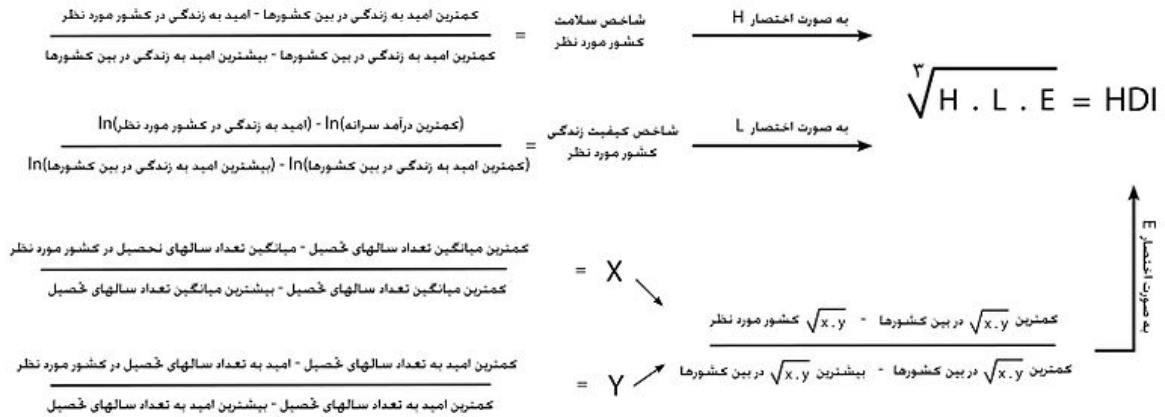 کمترین امید به زندگی در بین کشورها - امید به زندگی در کشور مورد نظر
کمترین امید به زندگی در بین کشورها - بیشترین امید به زندگی در بین کشورها
=
شاخص سلامت
کشور مورد نظر
به صورت اختصار H
∛H . L . E = HDI
(کمترین درآمد سرانه)ln - (امید به زندگی در کشور مورد نظر)ln
(کمترین امید به زندگی در بین کشورها)ln - (بیشترین امید به زندگی در بین کشورها)ln
=
شاخص کیفیت زندگی
کشور مورد نظر
به صورت اختصار L
به صورت اختصار E
کمترین میانگین تعداد سالهای تحصیل - میانگین تعداد سالهای نحصیل در کشور مورد نظر
کمترین میانگین تعداد سالهای تحصیل - بیشترین میانگین تعداد سالهای تحصیل
= X
کمترین √x.y در بین کشورها - √x.y کشور مورد نظر
کمترین √x.y در بین کشورها - بیشترین √x.y در بین کشورها
کمترین امید به تعداد سالهای تحصیل - امید به تعداد سالهای تحصیل در کشور مورد نظر
کمترین امید به تعداد سالهای تحصیل - بیشترین امید به تعداد سالهای تحصیل
= Y